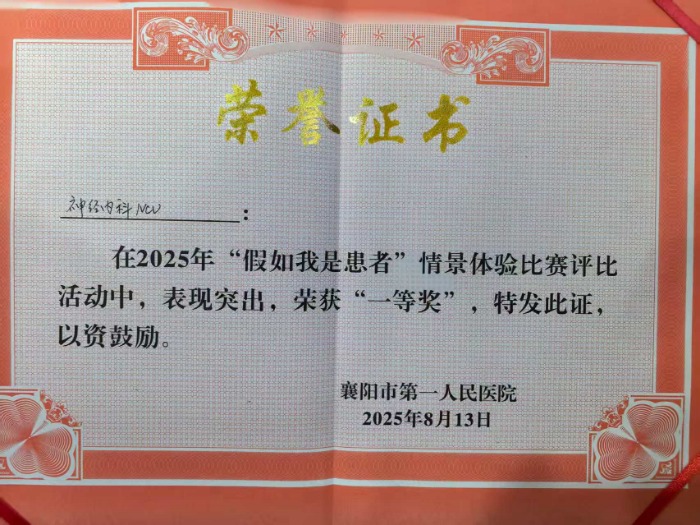 荣誉证书
神经内科NCU：
在2025年“假如我是患者”情景体验比赛评比
活动中，表现突出，荣获“一等奖”，特发此证，
以资鼓励。
襄阳市第一人民医院
2025年8月13日